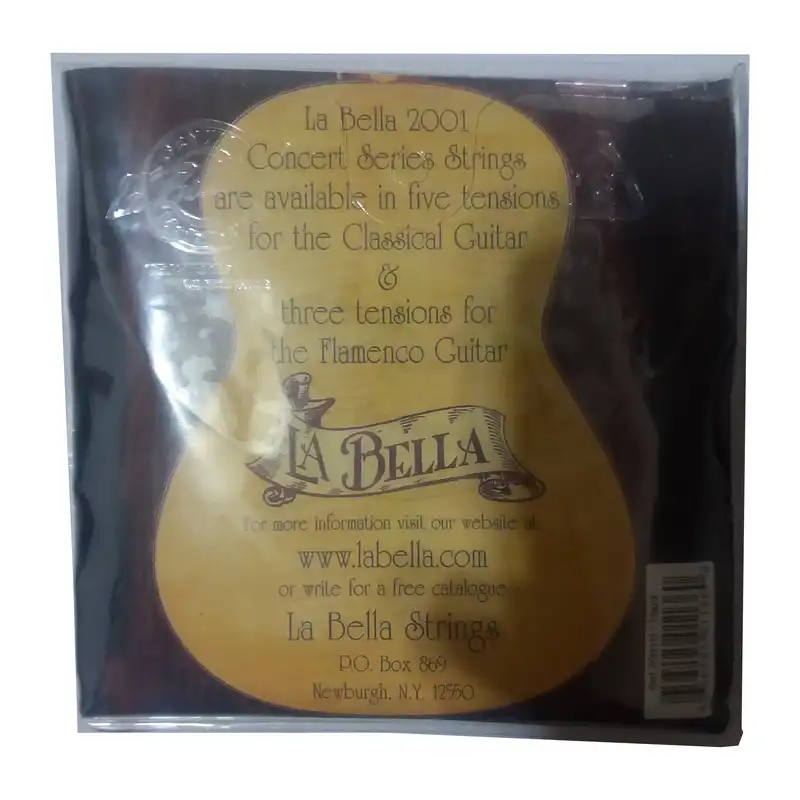 La Bella 2001
Concert Series Strings
are available in five tensions
for the Classical Guitar
&
three tensions for
the Flamenco Guitar
LA BELLA
For more information visit our website at
www.labella.com
or write for a free catalogue
La Bella Strings
P.O. Box 869
Newburgh, N.Y. 12550